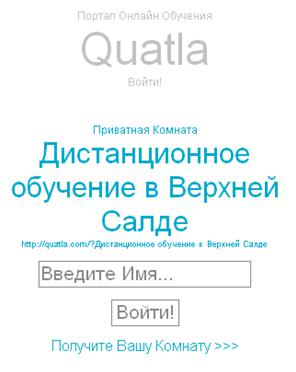 Портал Онлайн Обучения
Quatla
Войти!
Приватная Комната
Дистанционное
обучение в Верхней
Салде
http://quatla.com/?Дистанционное обучение в Верхней Салде
Введите Имя...
Войти!
Получите Вашу Комнату >>>